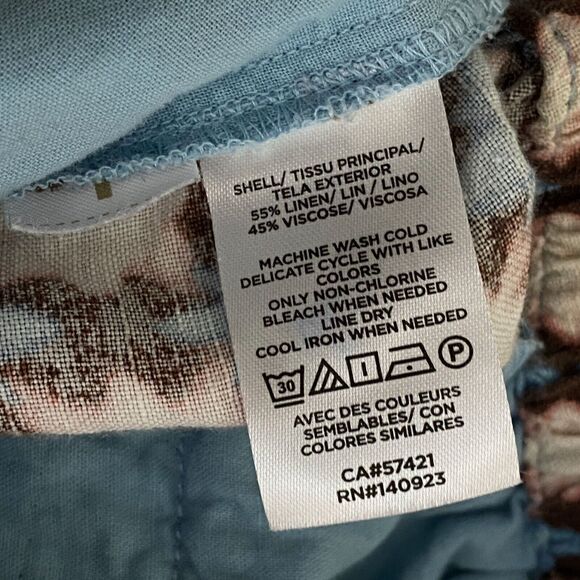 SHELL/ TISSU PRINCIPAL/
TELA EXTERIOR
55% LINEN/ LIN / LINO
45% VISCOSE/ VISCOSA
MACHINE WASH COLD
DELICATE CYCLE WITH LIKE
COLORS
ONLY NON-CHLORINE
BLEACH WHEN NEEDED
LINE DRY
COOL IRON WHEN NEEDED
30 P
AVEC DES COULEURS
SEMBLABLES/ CON
COLORES SIMILARES
CA#57421
RN#140923